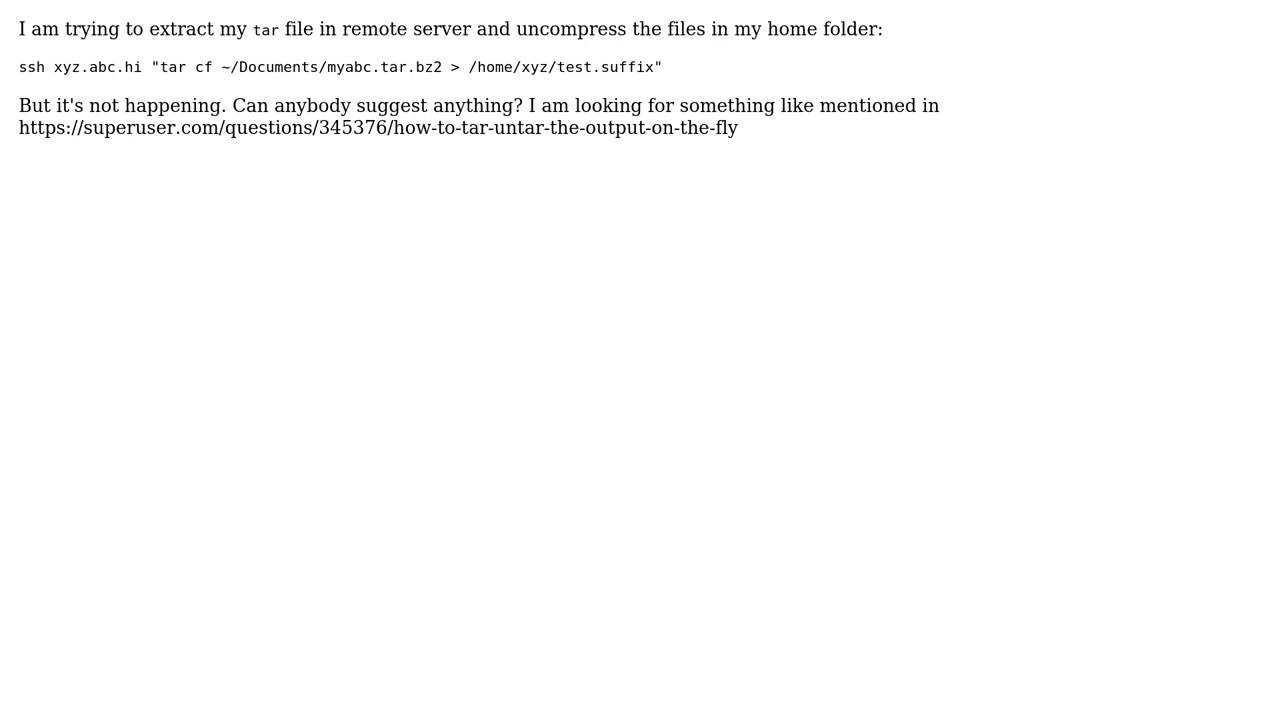 I am trying to extract my tar file in remote server and uncompress the files in my home folder:
ssh xyz.abc.hi "tar cf ~/Documents/myabc.tar.bz2 > /home/xyz/test.suffix"
But it's not happening. Can anybody suggest anything? I am looking for something like mentioned in
https://superuser.com/questions/345376/how-to-tar-untar-the-output-on-the-fly